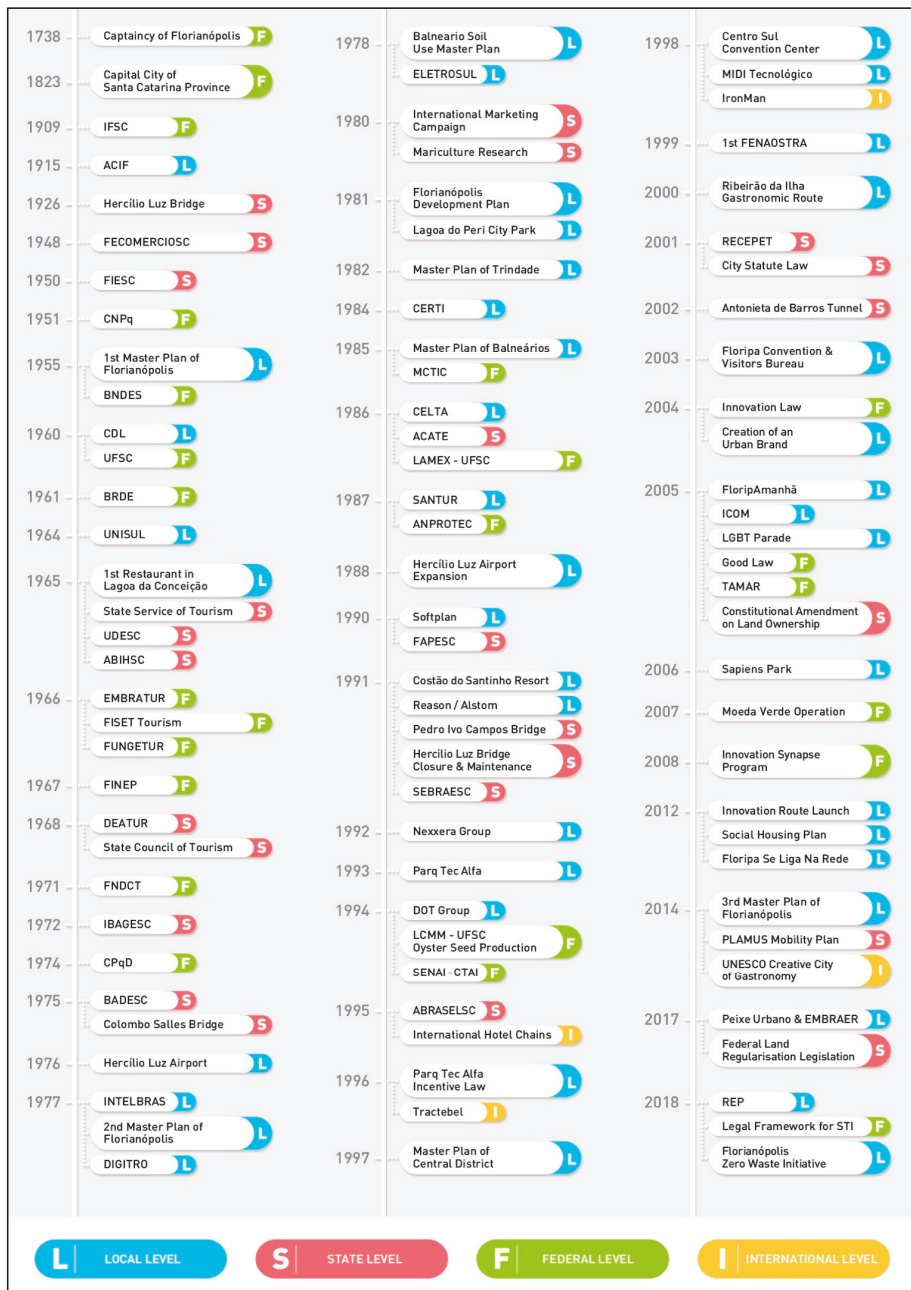 1738
Captaincy of Florianópolis F
1823
Capital City of
Santa Catarina Province F
1909
IFSC F
1915
ACIF L
1926
Hercílio Luz Bridge S
1948
FECOMERCIOSC S
1950
FIESC S
1951
CNPq F
1955
1st Master Plan of
Florianópolis L
BNDES F
1960
CDL L
UFSC F
1961
BRDE F
1964
UNISUL L
1965
1st Restaurant in
Lagoa da Conceição L
State Service of Tourism S
UDESC S
ABIHSC S
1966
EMBRATUR F
FISET Tourism F
FUNGETUR F
1967
FINEP F
1968
DEATUR S
State Council of Tourism S
1971
FNDCT F
1972
IBAGESC S
1974
CPqD F
1975
BADESC S
Colombo Salles Bridge S
1976
Hercílio Luz Airport L
1977
INTELBRAS L
2nd Master Plan of
Florianópolis L
DIGITRO L
1978
Balneario Soil
Use Master Plan L
ELETROSUL L
1980
International Marketing
Campaign S
Mariculture Research S
1981
Florianópolis
Development Plan L
Lagoa do Peri City Park L
1982
Master Plan of Trindade L
1984
CERTI L
1985
Master Plan of Balneários L
MCTIC F
1986
CELTA L
ACATE S
LAMEX - UFSC F
1987
SANTUR L
ANPROTEC F
1988
Hercílio Luz Airport
Expansion L
1990
Softplan L
FAPESC S
1991
Costão do Santinho Resort L
Reason / Alstom L
Pedro Ivo Campos Bridge S
Hercílio Luz Bridge
Closure & Maintenance S
SEBRAESC S
1992
Nexxera Group L
1993
Parq Tec Alfa L
1994
DOT Group L
LCMM - UFSC
Oyster Seed Production F
SENAI - CTAI F
1995
ABRASELSC S
International Hotel Chains I
1996
Parq Tec Alfa
Incentive Law L
Tractebel I
1997
Master Plan of
Central District L
1998
Centro Sul
Convention Center L
MIDI Tecnológico L
IronMan I
1999
1st FENAOSTRA L
2000
Ribeirão da Ilha
Gastronomic Route L
2001
RECEPET S
City Statute Law S
2002
Antonieta de Barros Tunnel S
2003
Floripa Convention &
Visitors Bureau L
2004
Innovation Law F
Creation of an
Urban Brand L
2005
FloripAmanhã L
ICOM L
LGBT Parade L
Good Law F
TAMAR F
Constitutional Amendment
on Land Ownership S
2006
Sapiens Park L
2007
Moeda Verde Operation F
2008
Innovation Synapse
Program F
2012
Innovation Route Launch L
Social Housing Plan L
Floripa Se Liga Na Rede L
2014
3rd Master Plan of
Florianópolis L
PLAMUS Mobility Plan S
UNESCO Creative City
of Gastronomy I
2017
Peixe Urbano & EMBRAER L
Federal Land
Regularisation Legislation S
2018
REP L
Legal Framework for STI F
Florianópolis
Zero Waste Initiative L
L LOCAL LEVEL
S STATE LEVEL
F FEDERAL LEVEL
I INTERNATIONAL LEVEL